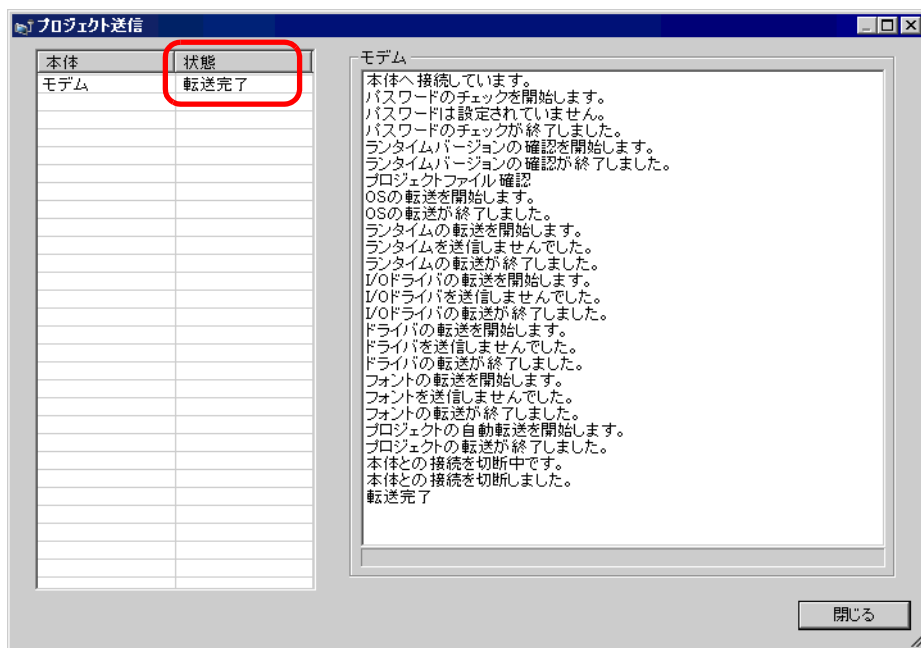 プロジェクト送信
本体 状態
モデム 転送完了
モデム
本体へ接続しています。
パスワードのチェックを開始します。
パスワードは設定されていません。
パスワードのチェックが終了しました。
ランタイムバージョンの確認を開始します。
ランタイムバージョンの確認が終了しました。
プロジェクトファイル確認
OSの転送を開始します。
OSの転送が終了しました。
ランタイムの転送を開始します。
ランタイムを送信しませんでした。
ランタイムの転送が終了しました。
I/Oドライバの転送を開始します。
I/Oドライバを送信しませんでした。
I/Oドライバの転送が終了しました。
ドライバの転送を開始します。
ドライバを送信しませんでした。
ドライバの転送が終了しました。
フォントの転送を開始します。
フォントを送信しませんでした。
フォントの転送が終了しました。
プロジェクトの自動転送を開始します。
プロジェクトの転送が終了しました。
本体との接続を切断中です。
本体との接続を切断しました。
転送完了
閉じる